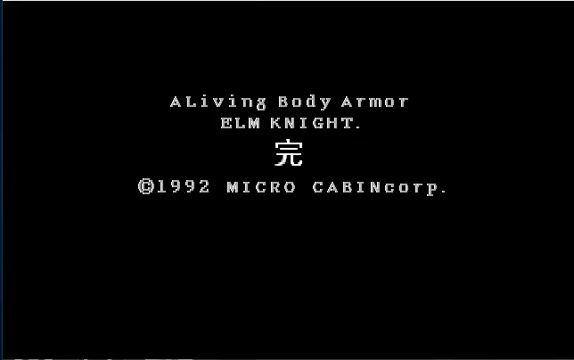 ALiving Body Armor
ELM KNIGHT.
完
©1992 MICRO CABINcorp.